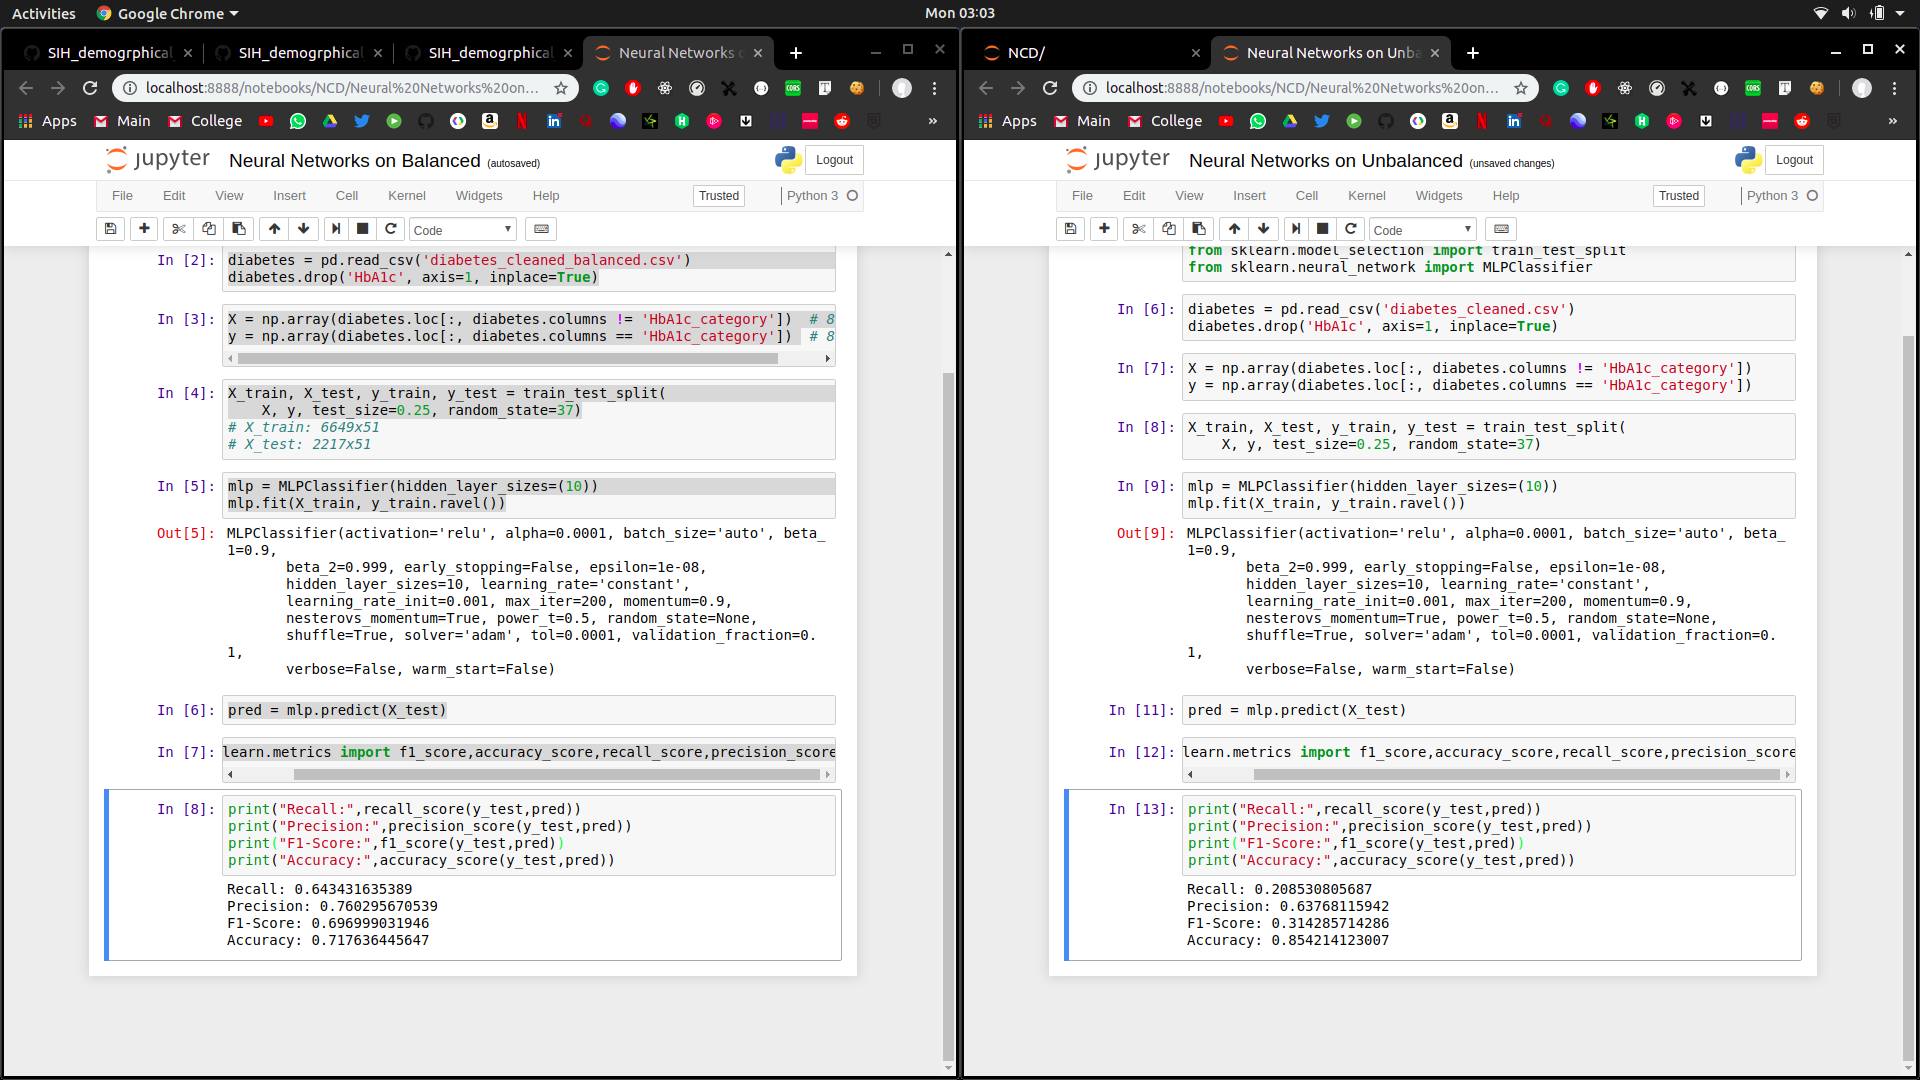 Activities Google Chrome Mon 03:03
SIH_demogrphical SIH_demogrphical SIH_demogrphical Neural Networks
localhost:8888/notebooks/NCD/Neural%20Networks%20on...
Apps Main College
jupyter Neural Networks on Balanced (autosaved) Logout
File Edit View Insert Cell Kernel Widgets Help Trusted Python 3
Code
In [2]: diabetes = pd.read_csv('diabetes_cleaned_balanced.csv')
diabetes.drop('HbA1c', axis=1, inplace=True)
In [3]: X = np.array(diabetes.loc[:, diabetes.columns != 'HbA1c_category']) # 8
y = np.array(diabetes.loc[:, diabetes.columns == 'HbA1c_category']) # 8
In [4]: X_train, X_test, y_train, y_test = train_test_split(
X, y, test_size=0.25, random_state=37)
# X_train: 6649x51
# X_test: 2217x51
In [5]: mlp = MLPClassifier(hidden_layer_sizes=(10))
mlp.fit(X_train, y_train.ravel())
Out[5]: MLPClassifier(activation='relu', alpha=0.0001, batch_size='auto', beta_
1=0.9,
beta_2=0.999, early_stopping=False, epsilon=1e-08,
hidden_layer_sizes=10, learning_rate='constant',
learning_rate_init=0.001, max_iter=200, momentum=0.9,
nesterovs_momentum=True, power_t=0.5, random_state=None,
shuffle=True, solver='adam', tol=0.0001, validation_fraction=0.
1,
verbose=False, warm_start=False)
In [6]: pred = mlp.predict(X_test)
In [7]: learn.metrics import f1_score,accuracy_score,recall_score,precision_score
In [8]: print("Recall:",recall_score(y_test,pred))
print("Precision:",precision_score(y_test,pred))
print("F1-Score:",f1_score(y_test,pred))
print("Accuracy:",accuracy_score(y_test,pred))
Recall: 0.643431635389
Precision: 0.760295670539
F1-Score: 0.696999031946
Accuracy: 0.717636445647
NCD/ Neural Networks on Unba
localhost:8888/notebooks/NCD/Neural%20Networks%20on...
Apps Main College
jupyter Neural Networks on Unbalanced (unsaved changes) Logout
File Edit View Insert Cell Kernel Widgets Help Trusted Python 3
Code
from sklearn.model_selection import train_test_split
from sklearn.neural_network import MLPClassifier
In [6]: diabetes = pd.read_csv('diabetes_cleaned.csv')
diabetes.drop('HbA1c', axis=1, inplace=True)
In [7]: X = np.array(diabetes.loc[:, diabetes.columns != 'HbA1c_category'])
y = np.array(diabetes.loc[:, diabetes.columns == 'HbA1c_category'])
In [8]: X_train, X_test, y_train, y_test = train_test_split(
X, y, test_size=0.25, random_state=37)
In [9]: mlp = MLPClassifier(hidden_layer_sizes=(10))
mlp.fit(X_train, y_train.ravel())
Out[9]: MLPClassifier(activation='relu', alpha=0.0001, batch_size='auto', beta_
1=0.9,
beta_2=0.999, early_stopping=False, epsilon=1e-08,
hidden_layer_sizes=10, learning_rate='constant',
learning_rate_init=0.001, max_iter=200, momentum=0.9,
nesterovs_momentum=True, power_t=0.5, random_state=None,
shuffle=True, solver='adam', tol=0.0001, validation_fraction=0.
1,
verbose=False, warm_start=False)
In [11]: pred = mlp.predict(X_test)
In [12]: learn.metrics import f1_score,accuracy_score,recall_score,precision_score
In [13]: print("Recall:",recall_score(y_test,pred))
print("Precision:",precision_score(y_test,pred))
print("F1-Score:",f1_score(y_test,pred))
print("Accuracy:",accuracy_score(y_test,pred))
Recall: 0.208530805687
Precision: 0.63768115942
F1-Score: 0.314285714286
Accuracy: 0.854214123007